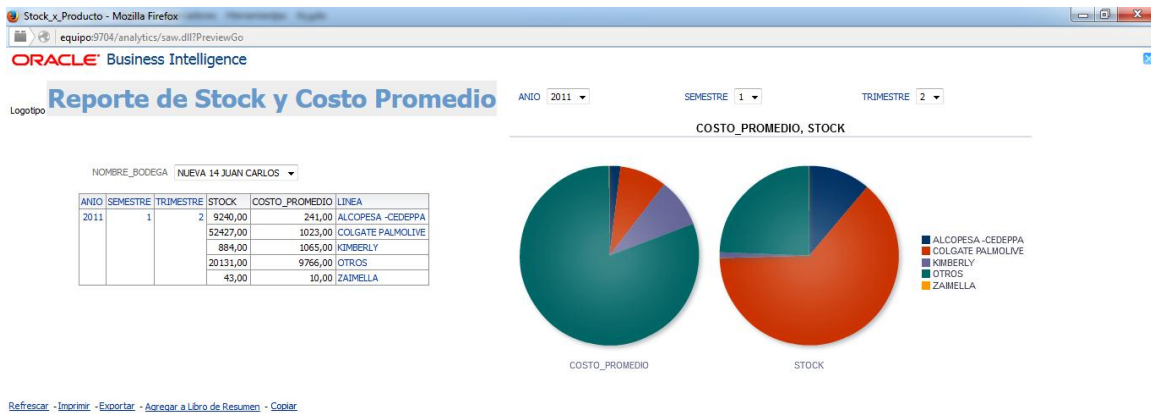 Stock_x_Producto - Mozilla Firefox
equipo:9704/analytics/saw.dll?PreviewGo
ORACLE Business Intelligence
Logotipo Reporte de Stock y Costo Promedio
ANIO 2011 SEMESTRE 1 TRIMESTRE 2
COSTO_PROMEDIO, STOCK
NOMBRE_BODEGA NUEVA 14 JUAN CARLOS
ANIO SEMESTRE TRIMESTRE STOCK COSTO_PROMEDIO LINEA
2011 1 2 9240,00 241,00 ALCOPESA -CEDEPPA
52427,00 1023,00 COLGATE PALMOLIVE
884,00 1065,00 KIMBERLY
20131,00 9766,00 OTROS
43,00 10,00 ZAIMELLA
ALCOPESA -CEDEPPA
COLGATE PALMOLIVE
KIMBERLY
OTROS
ZAIMELLA
COSTO_PROMEDIO STOCK
Refrescar - Imprimir - Exportar - Agregar a Libro de Resumen - Copiar